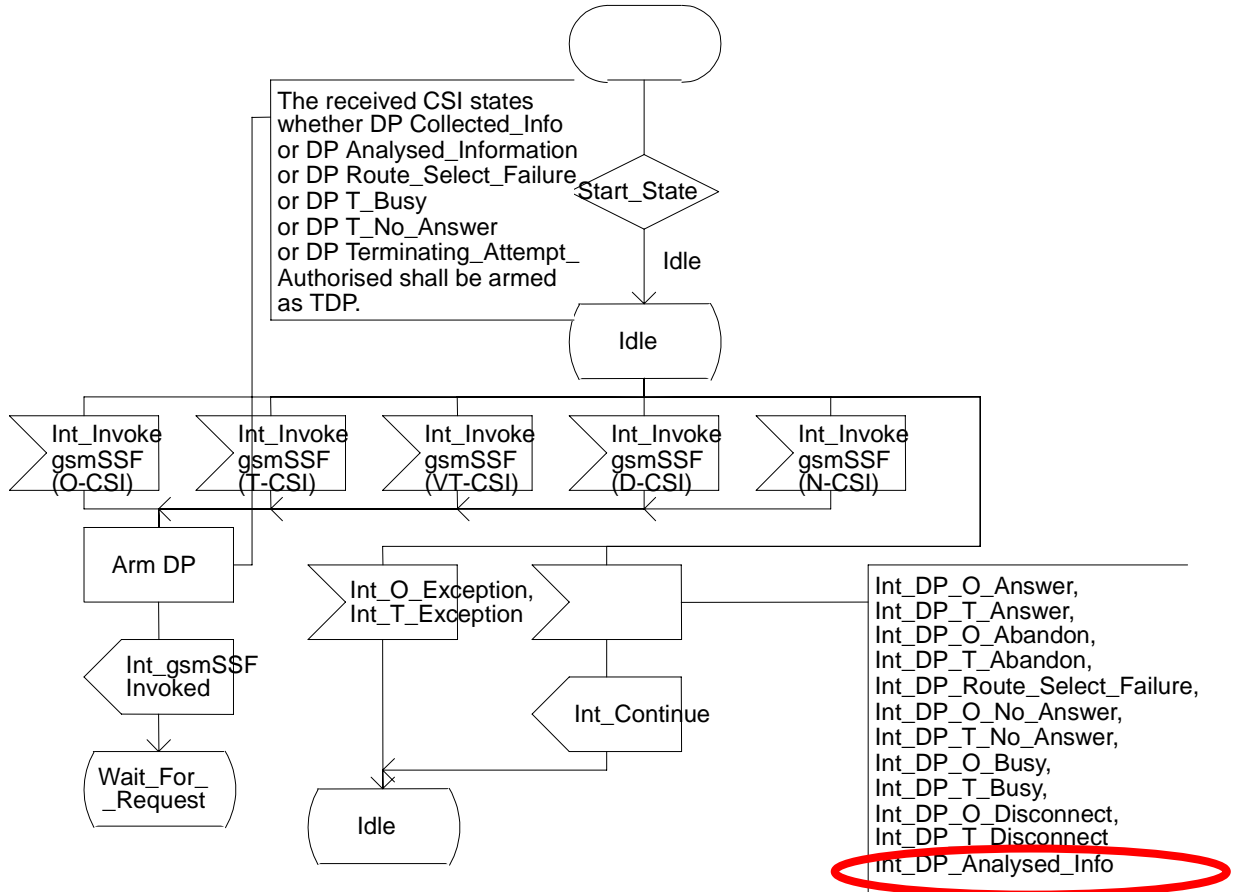 The received CSI states
whether DP Collected_Info
or DP Analysed_Information
or DP Route_Select_Failure
or DP T_Busy
or DP T_No_Answer
or DP Terminating_Attempt_
Authorised shall be armed
as TDP.
Start_State
Idle
Idle
Int_Invoke
gsmSSF
(O-CSI)
Int_Invoke
gsmSSF
(T-CSI)
Int_Invoke
gsmSSF
(VT-CSI)
Int_Invoke
gsmSSF
(D-CSI)
Int_Invoke
gsmSSF
(N-CSI)
Arm DP
Int_gsmSSF
Invoked
Wait_For_
_Request
Int_O_Exception,
Int_T_Exception
Int_Continue
Idle
Int_DP_O_Answer,
Int_DP_T_Answer,
Int_DP_O_Abandon,
Int_DP_T_Abandon,
Int_DP_Route_Select_Failure,
Int_DP_O_No_Answer,
Int_DP_T_No_Answer,
Int_DP_O_Busy,
Int_DP_T_Busy,
Int_DP_O_Disconnect,
Int_DP_T_Disconnect
Int_DP_Analysed_Info